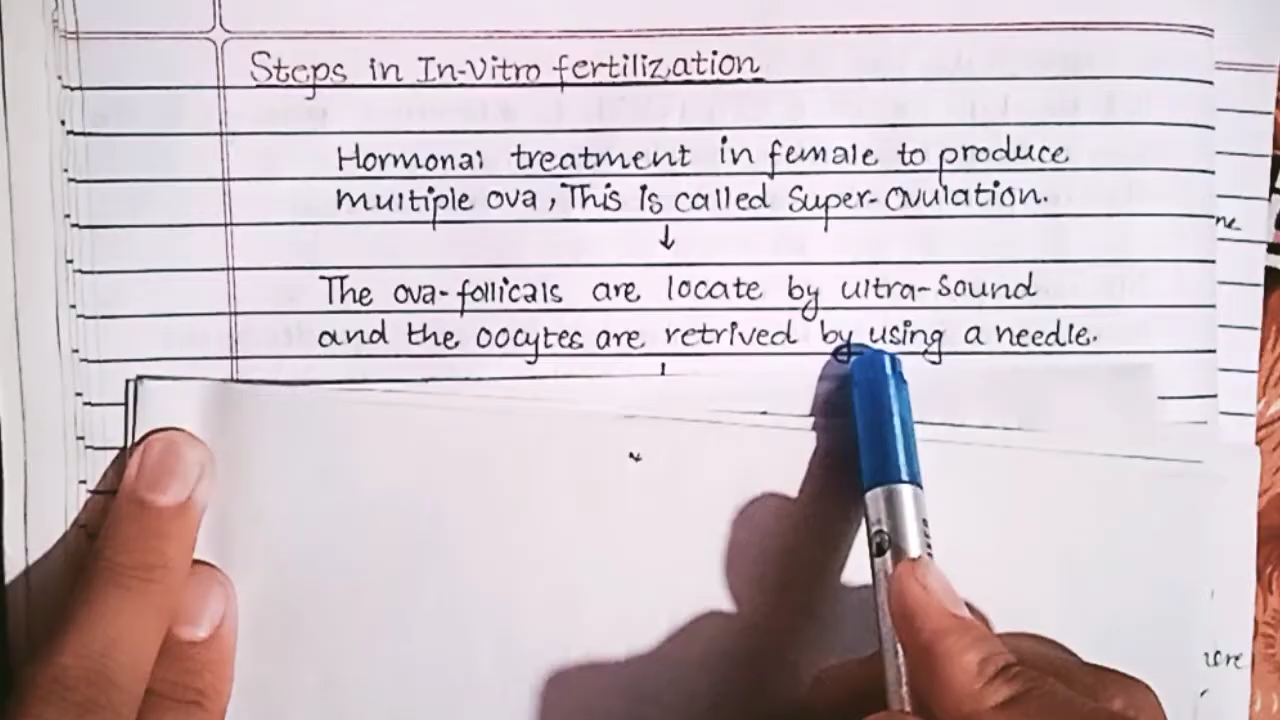 Steps in In-Vitro fertilization
Hormonal treatment in female to produce
multiple ova, This is called Super-Ovulation.
↓
The ova-follicals are locate by ultra-sound
and the oocytes are retrived by using a needle.
ne